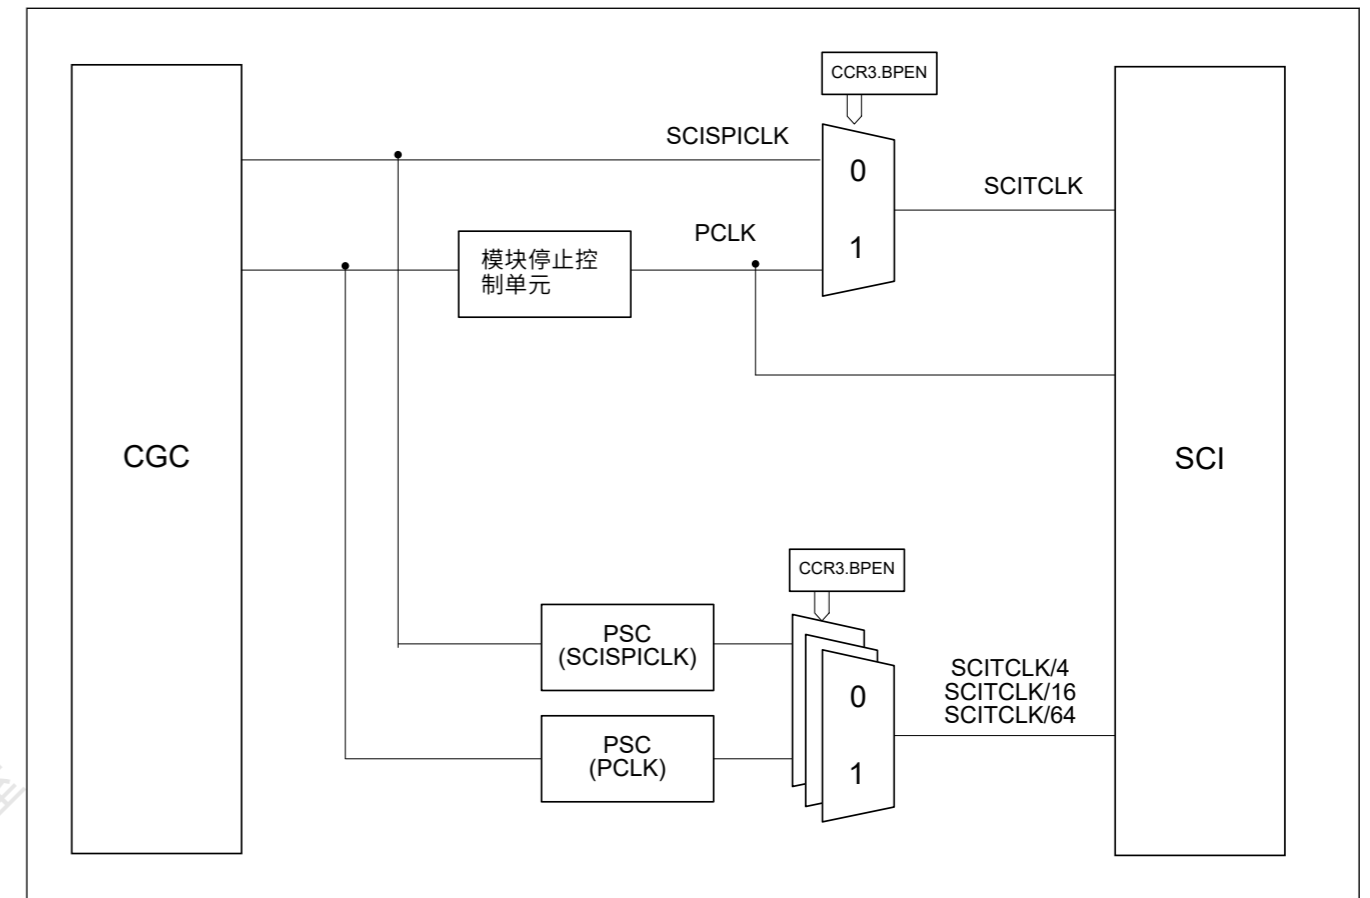 CCR3.BPEN
SCISPICLK
0
SCITCLK
PCLK
1
模块停止控
制单元
CGC
SCI
CCR3.BPEN
PSC
(SCISPICLK)
0
SCITCLK/4
SCITCLK/16
SCITCLK/64
PSC
(PCLK)
1